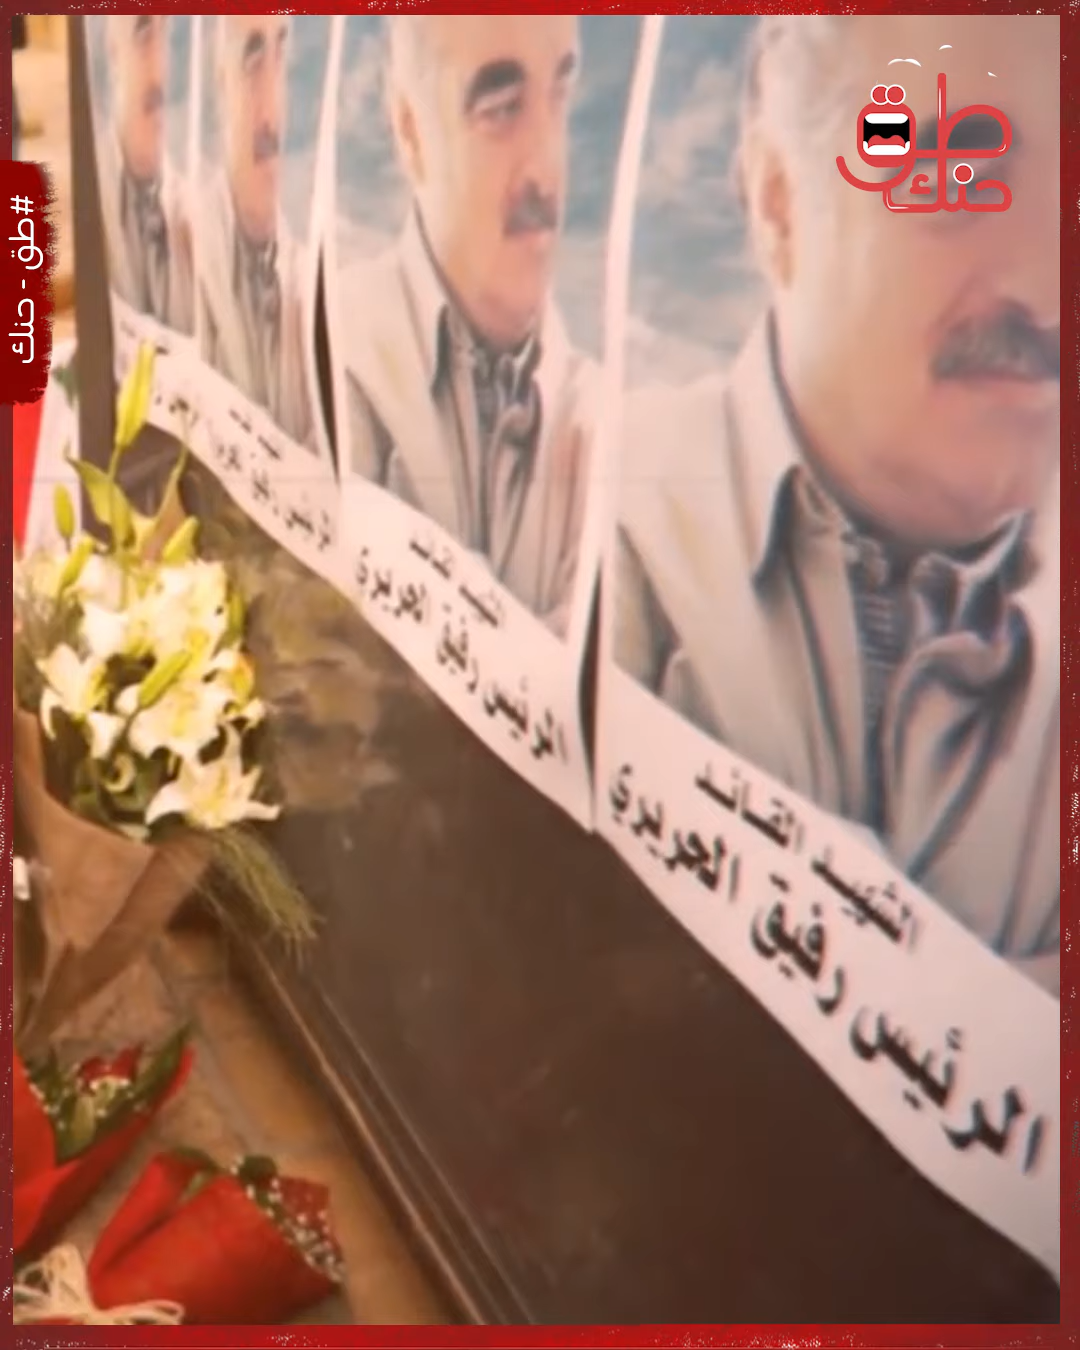 طق
حنك
#طق - حنك
الشهيد القائد
الرئيس رفيق الحريري
الرئيس رفيق الحريري